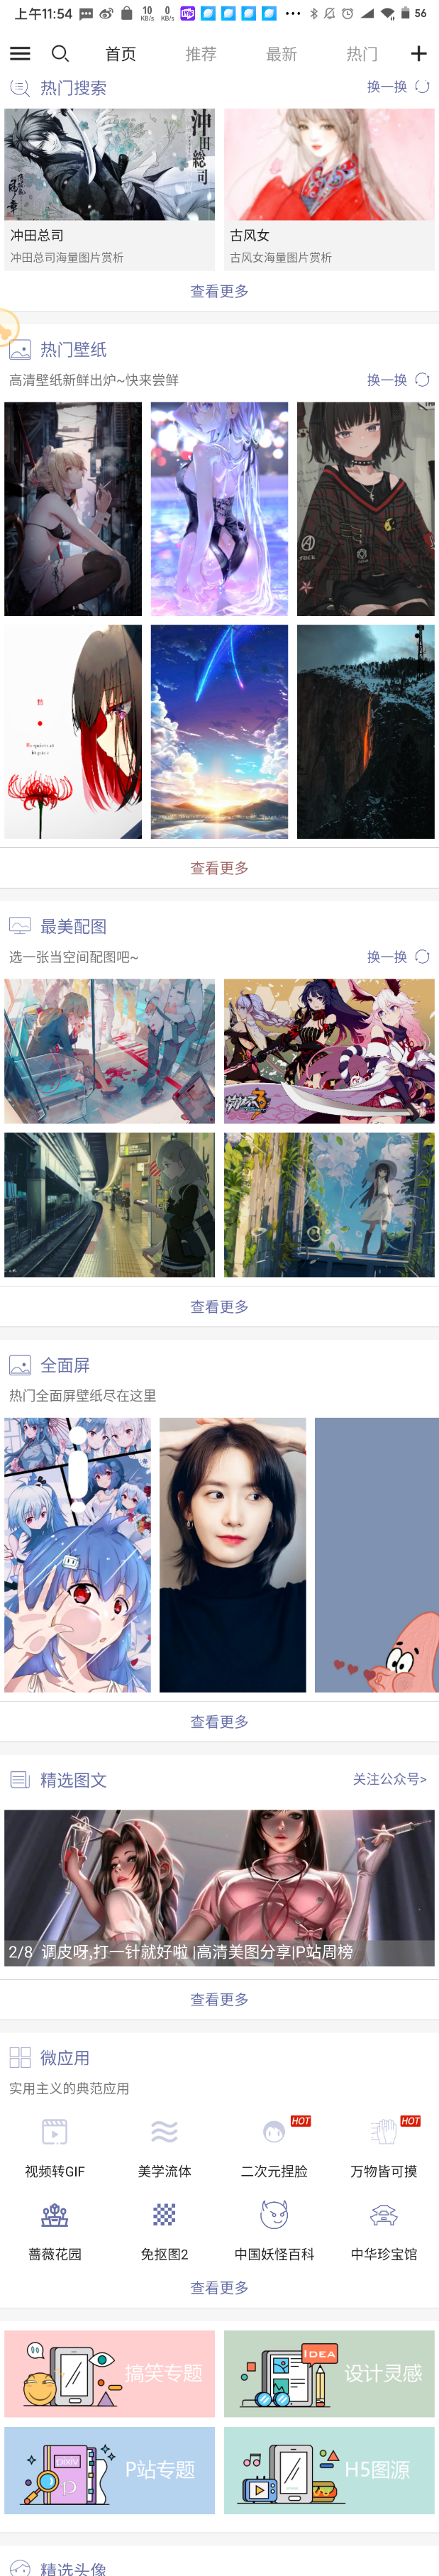 上午11:54
10 KB/s
0 KB/s
56
首页 推荐 最新 热门
热门搜索 换一换
冲田総司
冲田总司 古风女
冲田总司海量图片赏析 古风女海量图片赏析
查看更多
热门壁纸
高清壁纸新鲜出炉~快来尝鲜 换一换
查看更多
最美配图
选一张当空间配图吧~ 换一换
查看更多
全面屏
热门全面屏壁纸尽在这里
查看更多
精选图文 关注公众号>
2/8 调皮呀,打一针就好啦 |高清美图分享|P站周榜
查看更多
微应用
实用主义的典范应用
HOT HOT
视频转GIF 美学流体 二次元捏脸 万物皆可摸
蔷薇花园 免抠图2 中国妖怪百科 中华珍宝馆
查看更多
搞笑专题
IDEA
设计灵感
pixiv
P站专题 H5图源
精选头像